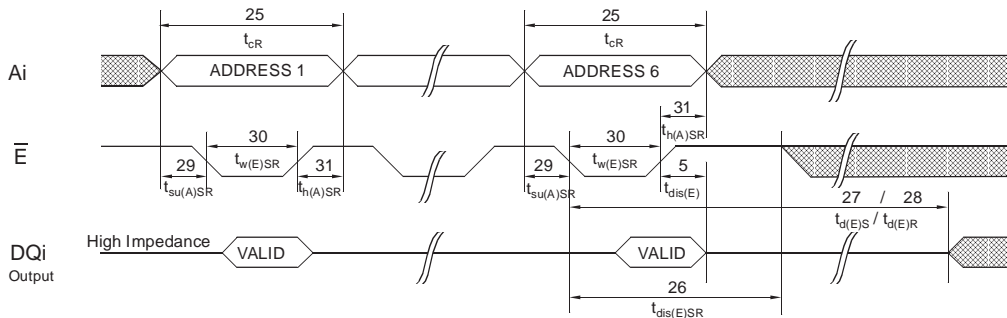 25 25
tcR tcR
Ai ADDRESS 1 ADDRESS 6
31
th(A)SR
E 30 30
tw(E)SR tw(E)SR
29 31 29 5
tsu(A)SR th(A)SR tsu(A)SR tdis(E)
27 / 28
td(E)S / td(E)R
High Impedance
DQi VALID VALID
Output
26
tdis(E)SR